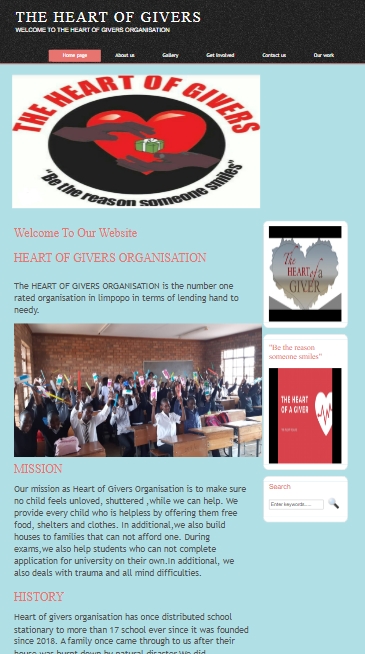 THE HEART OF GIVERS
WELCOME TO THE HEART OF GIVERS ORGANISATION
Home page About us Gallery Get Involved Contact us Our work
THE HEART OF GIVERS
"Be the reason someone smiles"
Welcome To Our Website
HEART OF GIVERS ORGANISATION
The HEART OF GIVERS ORGANISATION is the number one
rated organisation in limpopo in terms of lending hand to
needy.
MISSION
Our mission as Heart of Givers Organisation is to make sure
no child feels unloved, shuttered ,while we can help. We
provide every child who is helpless by offering them free
food, shelters and clothes. In additional,we also build
houses to families that can not afford one. During
exams,we also help students who can not complete
application for university on their own.In additional, we
also deals with trauma and all mind difficulties.
HISTORY
Heart of givers organisation has once distributed school
stationary to more than 17 school ever since it was founded
since 2018. A family once came through to us after their
house was burnt down by natural disaster.We did
The HEART of a
GIVER
"Be the reason
someone smiles"
THE HEART
OF A GIVER
Search
Enter keywords.....